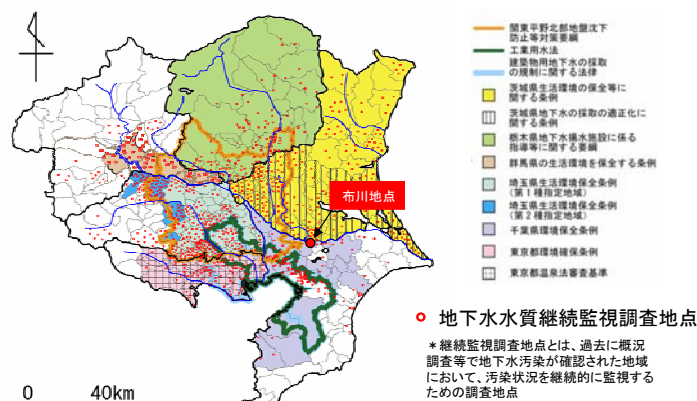 関東平野北部地盤沈下
防止等対策要綱
工業用水法
建築物用地下水の採取
の規制に関する法律
茨城県生活環境の保全等に
関する条例
茨城県地下水の採取の適正化に
関する条例
栃木県地下水揚水施設に係る
指導等に関する要綱
群馬県の生活環境を保全する条例
埼玉県生活環境保全条例
(第1種指定地域)
埼玉県生活環境保全条例
(第2種指定地域)
千葉県環境保全条例
東京都環境確保条例
東京都温泉法審査基準
布川地点
地下水水質継続監視調査地点
*継続監視調査地点とは、過去に概況
調査等で地下水汚染が確認された地域
において、汚染状況を継続的に監視する
ための調査地点
0 40km